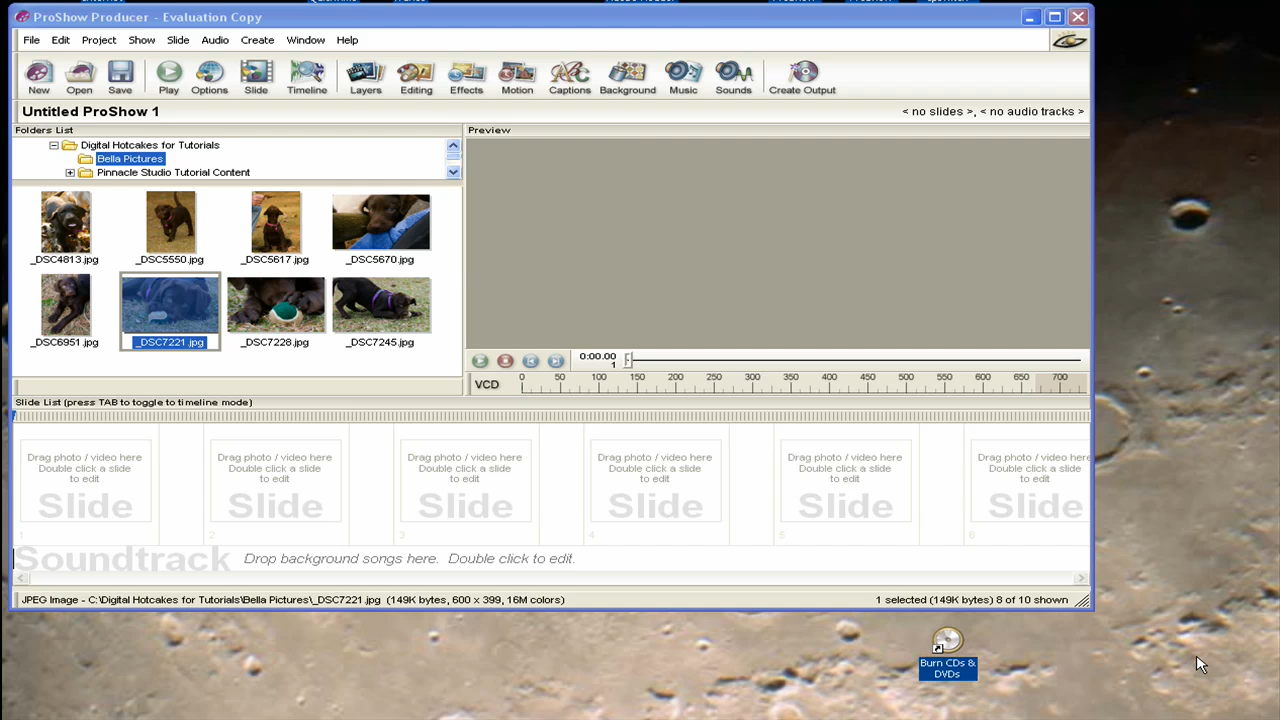 ProShow Producer - Evaluation Copy
File Edit Project Show Slide Audio Create Window Help
New Open Save Play Options Slide Timeline Layers Editing Effects Motion Captions Background Music Sounds Create Output
Untitled ProShow 1 < no slides >, < no audio tracks >
Folders List
Preview
Digital Hotcakes for Tutorials
Bella Pictures
Pinnacle Studio Tutorial Content
_DSC4813.jpg _DSC5550.jpg _DSC5617.jpg _DSC5670.jpg
_DSC6951.jpg _DSC7221.jpg _DSC7228.jpg _DSC7245.jpg
0:00.00
1
VCD 0 50 100 150 200 250 300 350 400 450 500 550 600 650 700
Slide List (press TAB to toggle to timeline mode)
Drag photo / video here Drag photo / video here Drag photo / video here Drag photo / video here Drag photo / video here Drag photo / video here
Double click a slide Double click a slide Double click a slide Double click a slide Double click a slide Double click a slide
to edit to edit to edit to edit to edit to edit
Slide Slide Slide Slide Slide Slide
1 2 3 4 5 6
Soundtrack Drop background songs here. Double click to edit.
JPEG Image - C:\Digital Hotcakes for Tutorials\Bella Pictures\_DSC7221.jpg (149K bytes, 600 x 399, 16M colors) 1 selected (149K bytes) 8 of 10 shown
Burn CDs &
DVDs